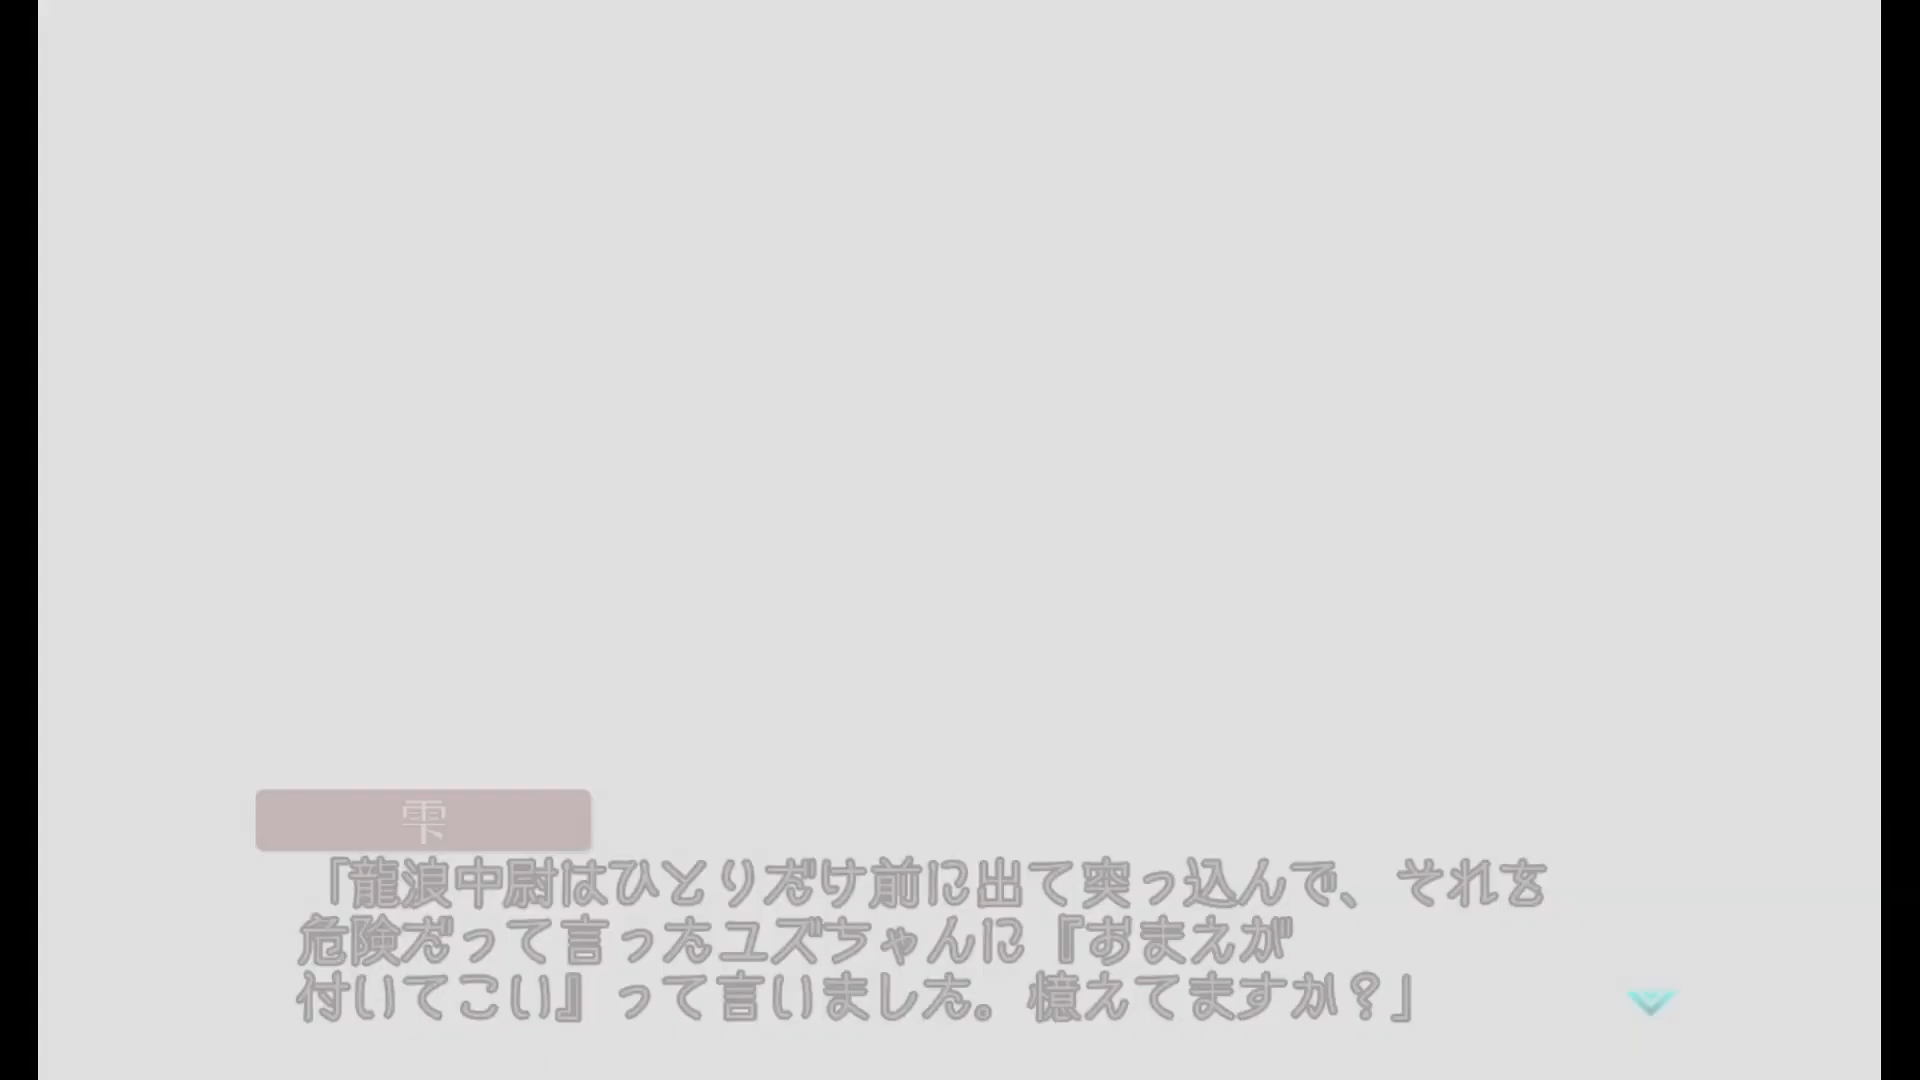 雫
「龍浪中尉はひとりだけ前に出て突っ込んで、それを
危険だって言ったユズちゃんに『おまえが
付いてこい』って言いました。憶えてますか？」